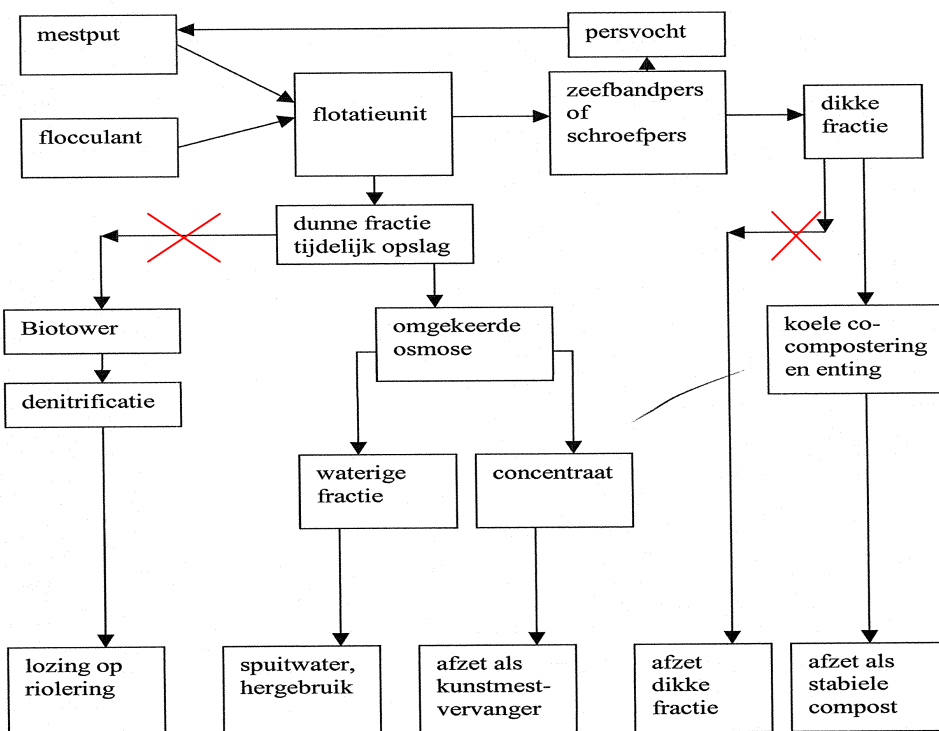 mestput
persvocht
flocculant
flotatieunit
zeefbandpers
of
schroefpers
dikke
fractie
dunne fractie
tijdelijk opslag
Biotower
omgekeerde
osmose
koele co-
compostering
en enting
denitrificatie
waterige
fractie
concentraat
lozing op
riolering
spuitwater,
hergebruik
afzet als
kunstmest-
vervanger
afzet
dikke
fractie
afzet als
stabiele
compost